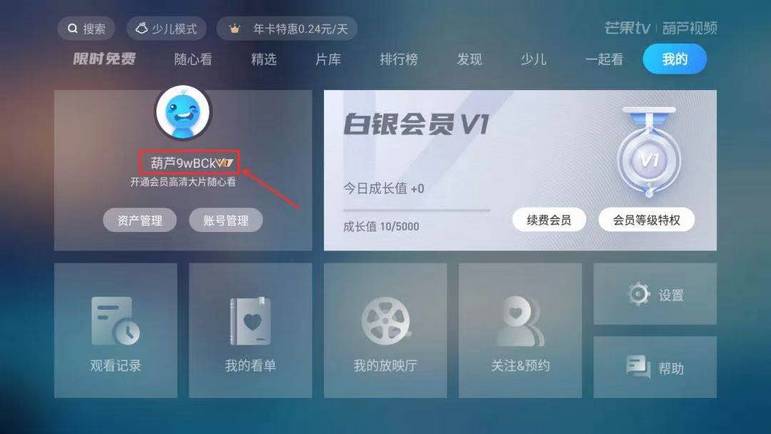 搜索
少儿模式
年卡特惠0.24元/天
芒果tv | 葫芦视频
限时免费
随心看
精选
片库
排行榜
发现
少儿
一起看
我的
葫芦9wBCk
开通会员高清大片随心看
资产管理
账号管理
白银会员 V1
V1
今日成长值 +0
成长值 10/5000
续费会员
会员等级特权
观看记录
我的看单
我的放映厅
关注&预约
设置
帮助